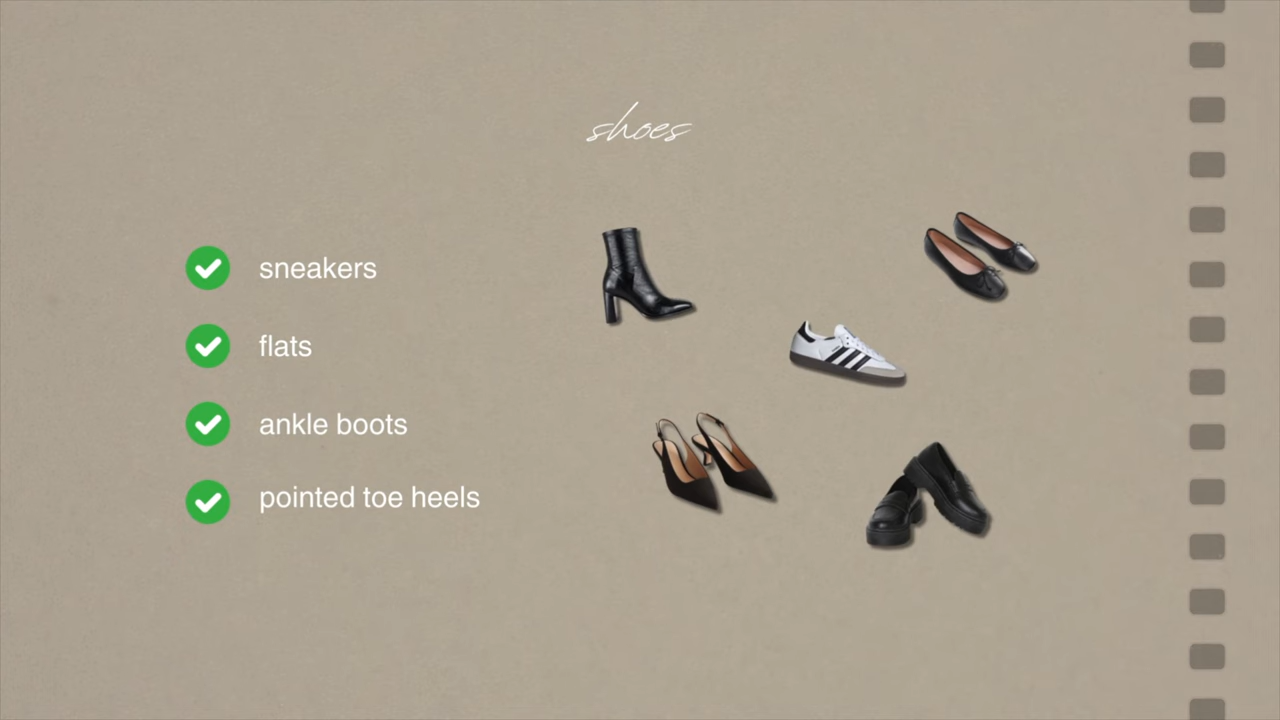 shoes
sneakers
flats
ankle boots
pointed toe heels